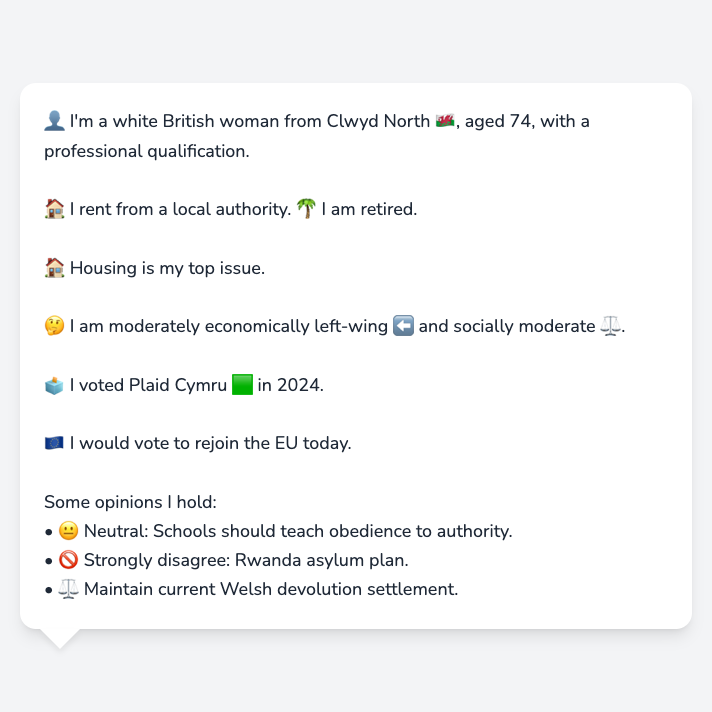 👤 I'm a white British woman from Clwyd North 🏴󠁧󠁢󠁷󠁬󠁳󠁿, aged 74, with a
professional qualification.
🏠 I rent from a local authority. 🌴 I am retired.
🏠 Housing is my top issue.
🤔 I am moderately economically left-wing ⬅️ and socially moderate ⚖️.
🗳️ I voted Plaid Cymru 🟩 in 2024.
🇪🇺 I would vote to rejoin the EU today.
Some opinions I hold:
• 😐 Neutral: Schools should teach obedience to authority.
• 🚫 Strongly disagree: Rwanda asylum plan.
• ⚖️ Maintain current Welsh devolution settlement.